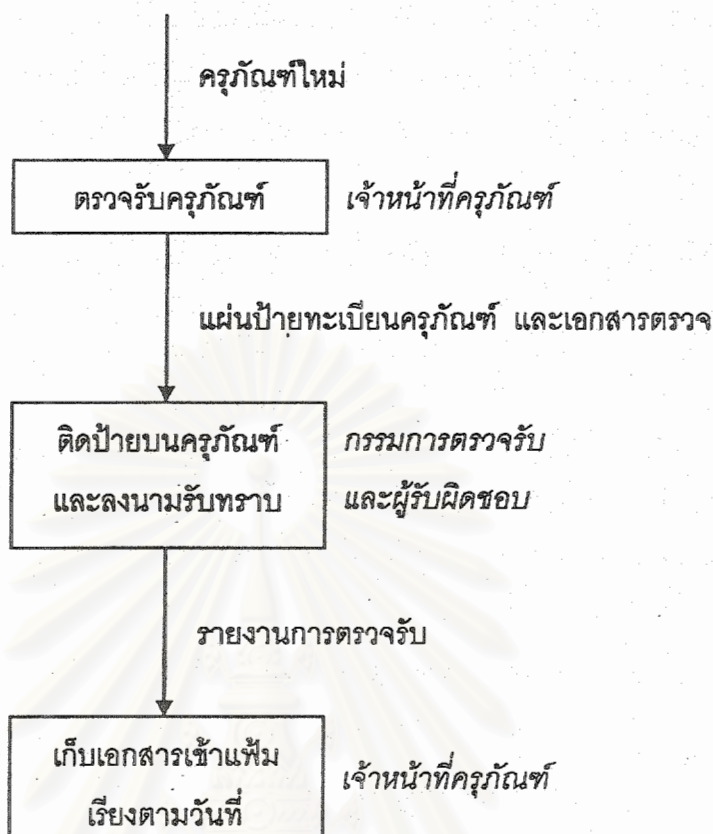 ครุภัณฑ์ใหม่
ตรวจรับครุภัณฑ์ เจ้าหน้าที่ครุภัณฑ์
แผ่นป้ายทะเบียนครุภัณฑ์ และเอกสารตรวจ
ติดป้ายบนครุภัณฑ์ กรรมการตรวจรับ
และลงนามรับทราบ และผู้รับผิดชอบ
รายงานการตรวจรับ
เก็บเอกสารเข้าแฟ้ม
เรียงตามวันที่ เจ้าหน้าที่ครุภัณฑ์